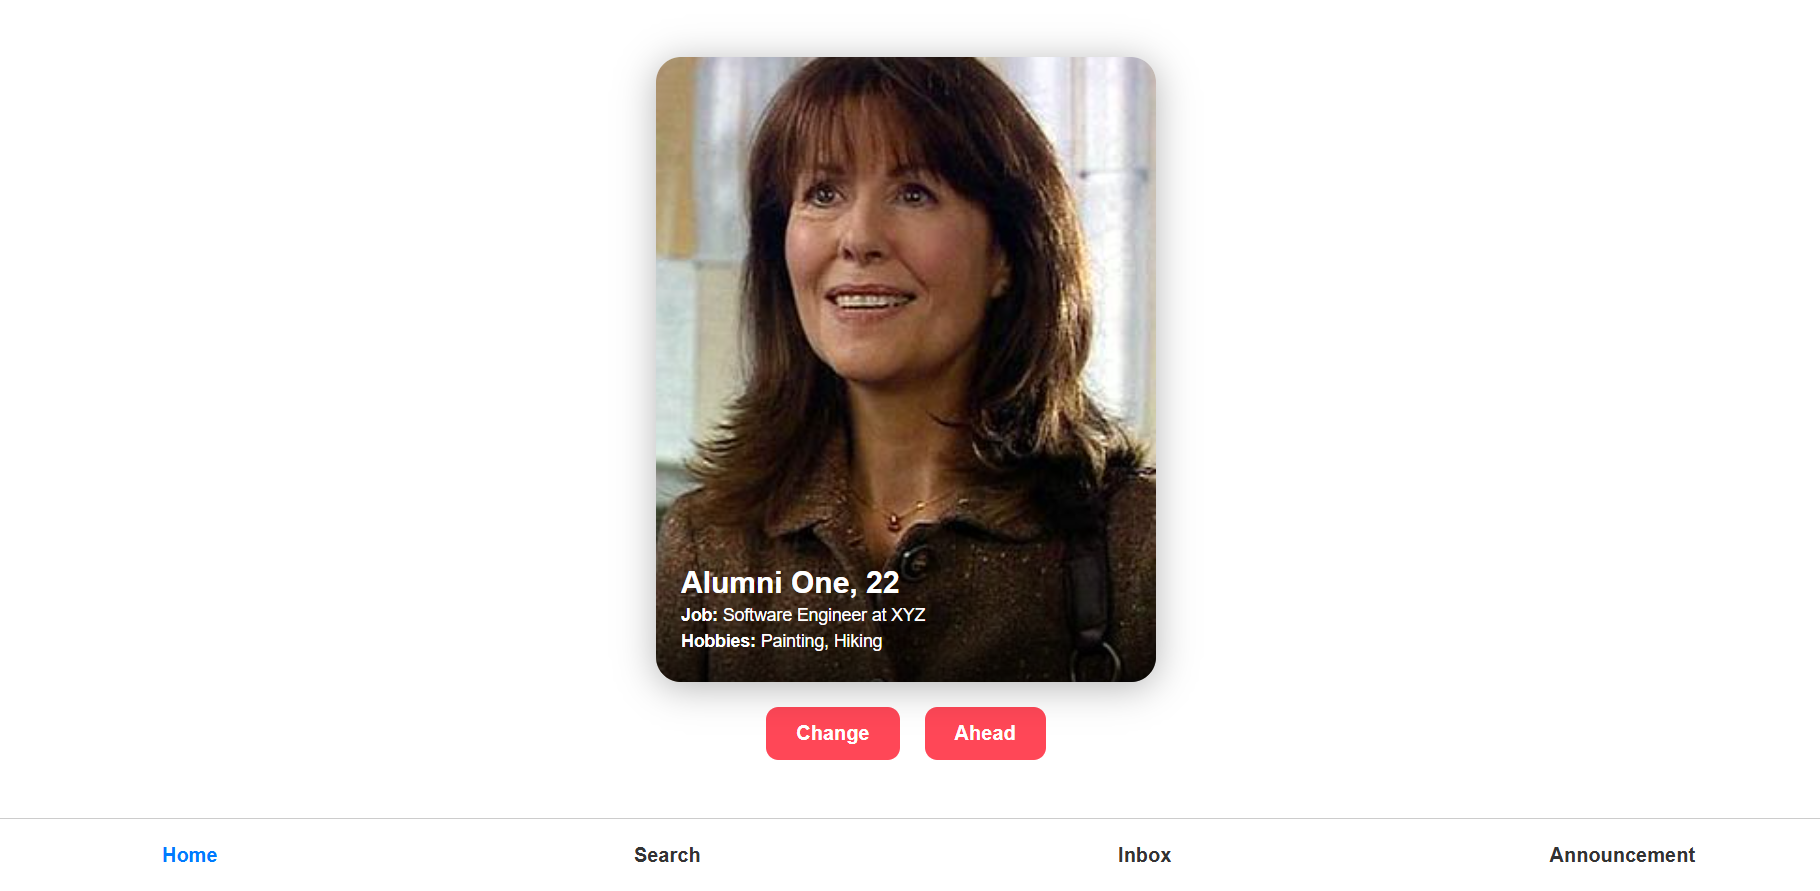 Alumni One, 22
Job: Software Engineer at XYZ
Hobbies: Painting, Hiking
Change Ahead
Home Search Inbox Announcement